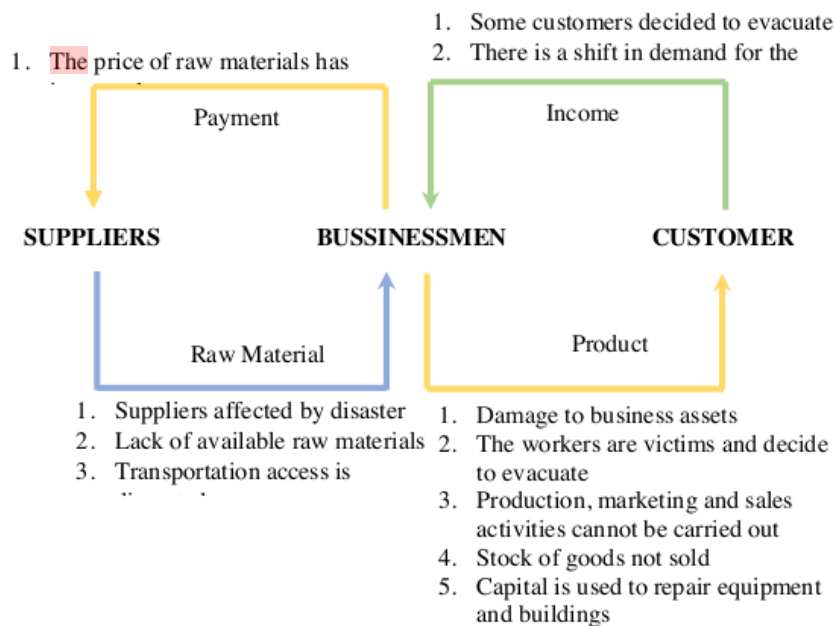 1. Some customers decided to evacuate
2. There is a shift in demand for the
1. The price of raw materials has
Payment
Income
SUPPLIERS
BUSSINESSMEN
CUSTOMER
Raw Material
Product
1. Suppliers affected by disaster
2. Lack of available raw materials
3. Transportation access is
1. Damage to business assets
2. The workers are victims and decide
to evacuate
3. Production, marketing and sales
activities cannot be carried out
4. Stock of goods not sold
5. Capital is used to repair equipment
and buildings